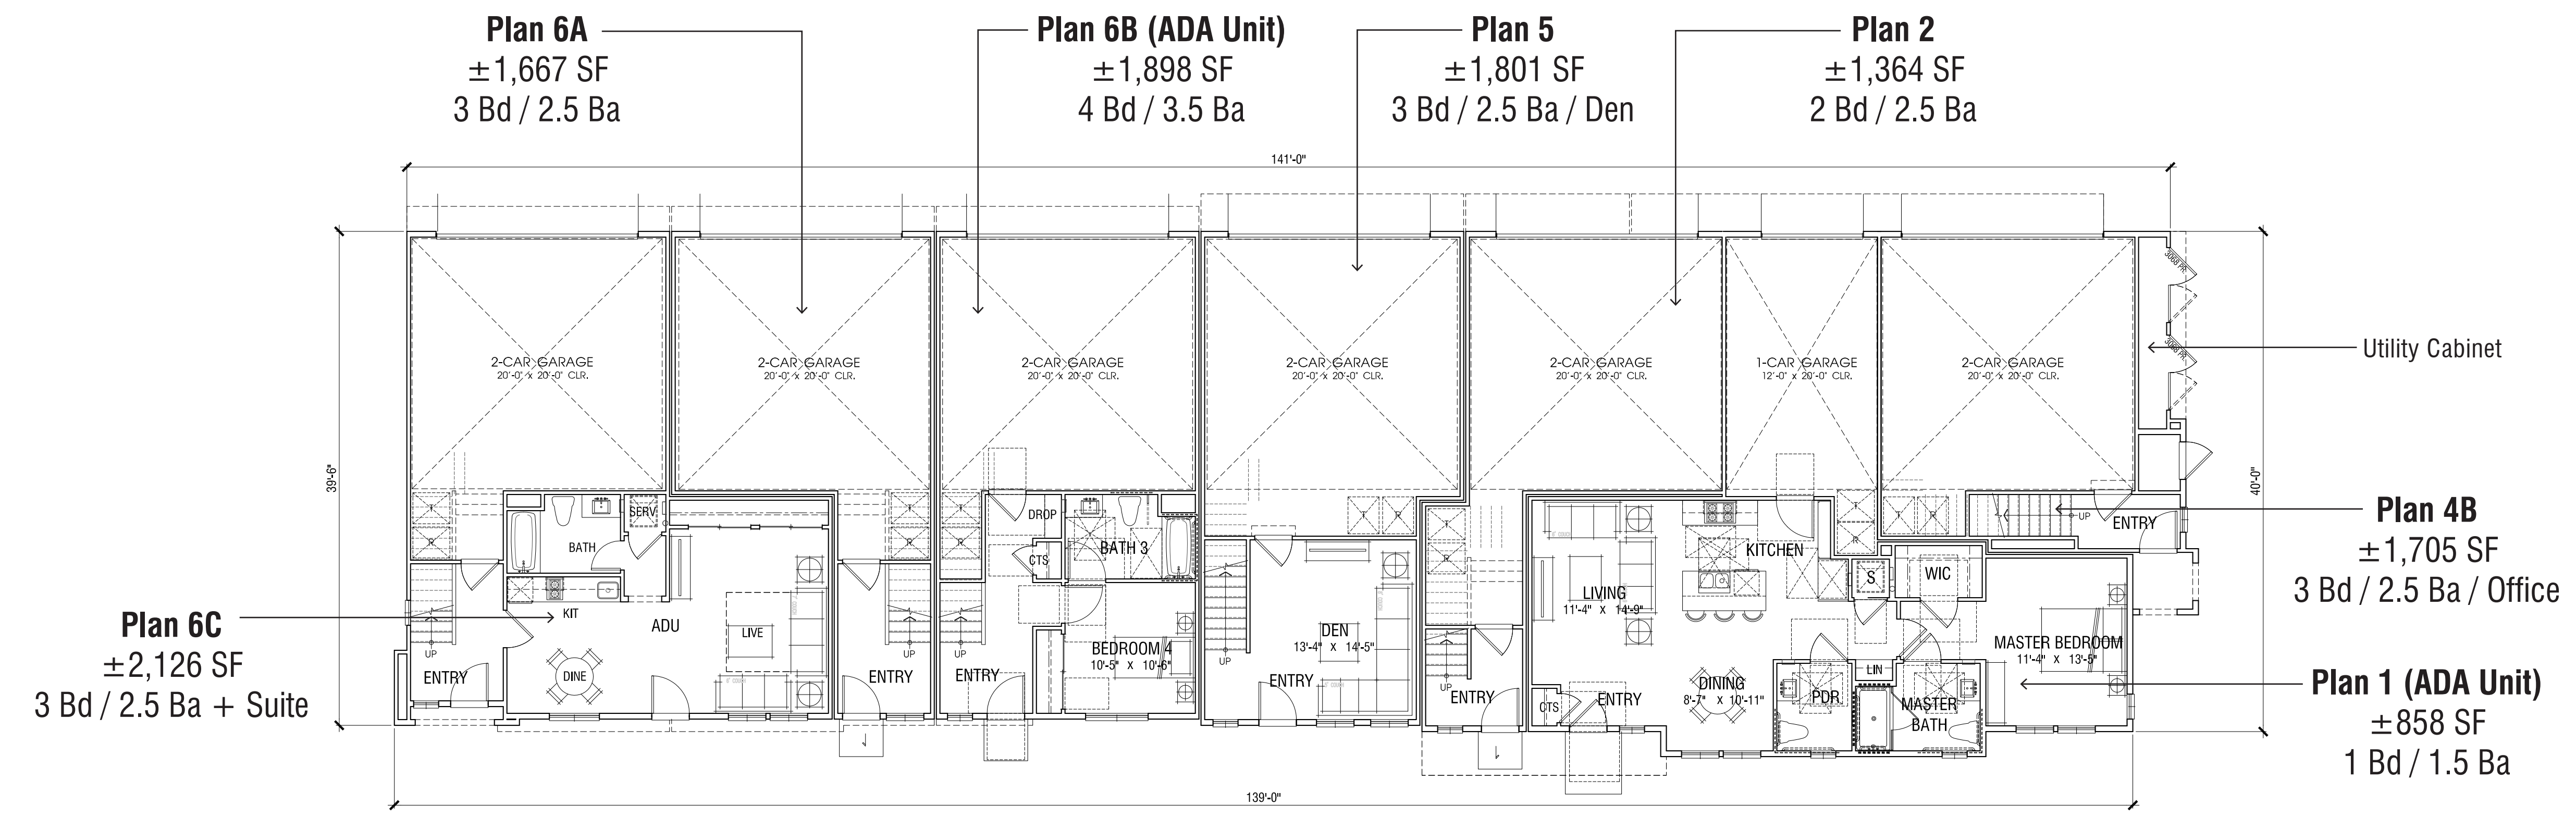 Plan 6A
±1,667 SF
3 Bd / 2.5 Ba
Plan 6B (ADA Unit)
±1,898 SF
4 Bd / 3.5 Ba
Plan 5
±1,801 SF
3 Bd / 2.5 Ba / Den
Plan 2
±1,364 SF
2 Bd / 2.5 Ba
141'-0"
39'-6"
40'-0"
2-CAR GARAGE
20'-0" x 20'-0" CLR.
2-CAR GARAGE
20'-0" x 20'-0" CLR.
2-CAR GARAGE
20'-0" x 20'-0" CLR.
2-CAR GARAGE
20'-0" x 20'-0" CLR.
2-CAR GARAGE
20'-0" x 20'-0" CLR.
1-CAR GARAGE
12'-0" x 20'-0" CLR.
2-CAR GARAGE
20'-0" x 20'-0" CLR.
3068 PR.
3068 PR.
Utility Cabinet
Plan 4B
±1,705 SF
3 Bd / 2.5 Ba / Office
Plan 1 (ADA Unit)
±858 SF
1 Bd / 1.5 Ba
Plan 6C
±2,126 SF
3 Bd / 2.5 Ba + Suite
T
R
UP
ENTRY
BATH
SERV
KIT
ADU
LIVE
DINE
T
R
UP
ENTRY
T
R
UP
ENTRY
DROP
CTS
BATH 3
BEDROOM 4
10'-5" X 10'-6"
T
R
UP
ENTRY
DEN
13'-4" X 14'-5"
T
R
UP
ENTRY
LIVING
11'-4" X 14'-9"
KITCHEN
DINING
8'-7" X 10'-11"
CTS
ENTRY
T
R
S
WIC
LIN
PDR
MASTER
BATH
MASTER BEDROOM
11'-4" X 13'-5"
T
R
UP
ENTRY
139'-0"